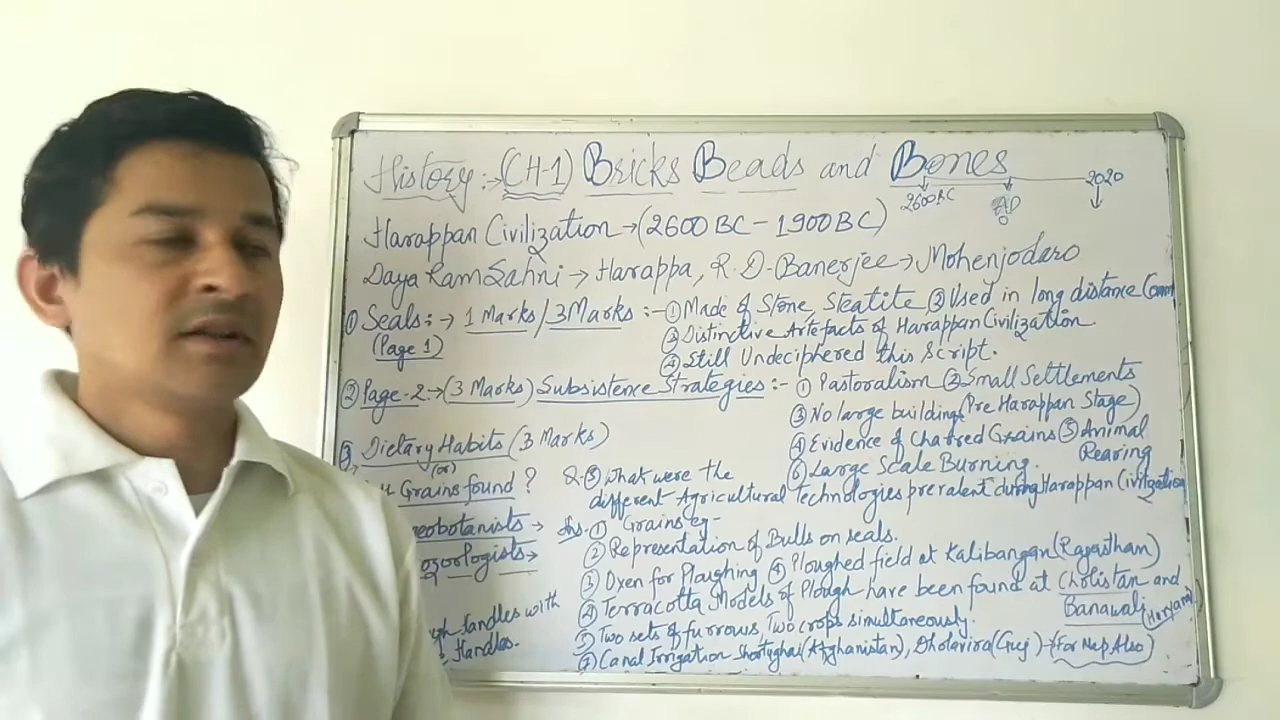 History :→ (CH-1) Bricks Beads and Bones
2600BC AD 2020
Harappan Civilization → (2600 BC - 1900 BC)
Daya Ram Sahni → Harappa, R.D. Banerjee → Mohenjodaro
① Seals :→ 1 Marks / 3 Marks :- ① Made of Stone, Steatite ③ Used in long distance Comm
(Page 1) ② Distinctive Artefacts of Harappan Civilization.
④ Still Undeciphered this Script.
② Page-2 :→ (3 Marks) Subsistence Strategies :- ① Pastoralism ② Small Settlements
③ No large buildings (Pre Harappan Stage)
④ Evidence of Charred Grains ⑤ Animal Rearing
⑥ Large Scale Burning.
Dietary Habits (3 Marks)
(or)
Grains found ?
eobotanists →
ozoologists →
Handles.
Q.⑤ What were the
different Agricultural Technologies prevalent during Harappan Civilization
Ans. ① Grains eg-
② Representation of Bulls on seals.
③ Oxen for Ploughing ④ Ploughed field at Kalibangan (Rajasthan)
④ Terracotta Models of Plough have been found at Cholistan and
Banawali (Haryana)
⑤ Two sets of furrows, Two crops simultaneously.
⑦ Canal Irrigation Shortughai (Afghanistan), Dholavira (Guj) → (For Map Also)